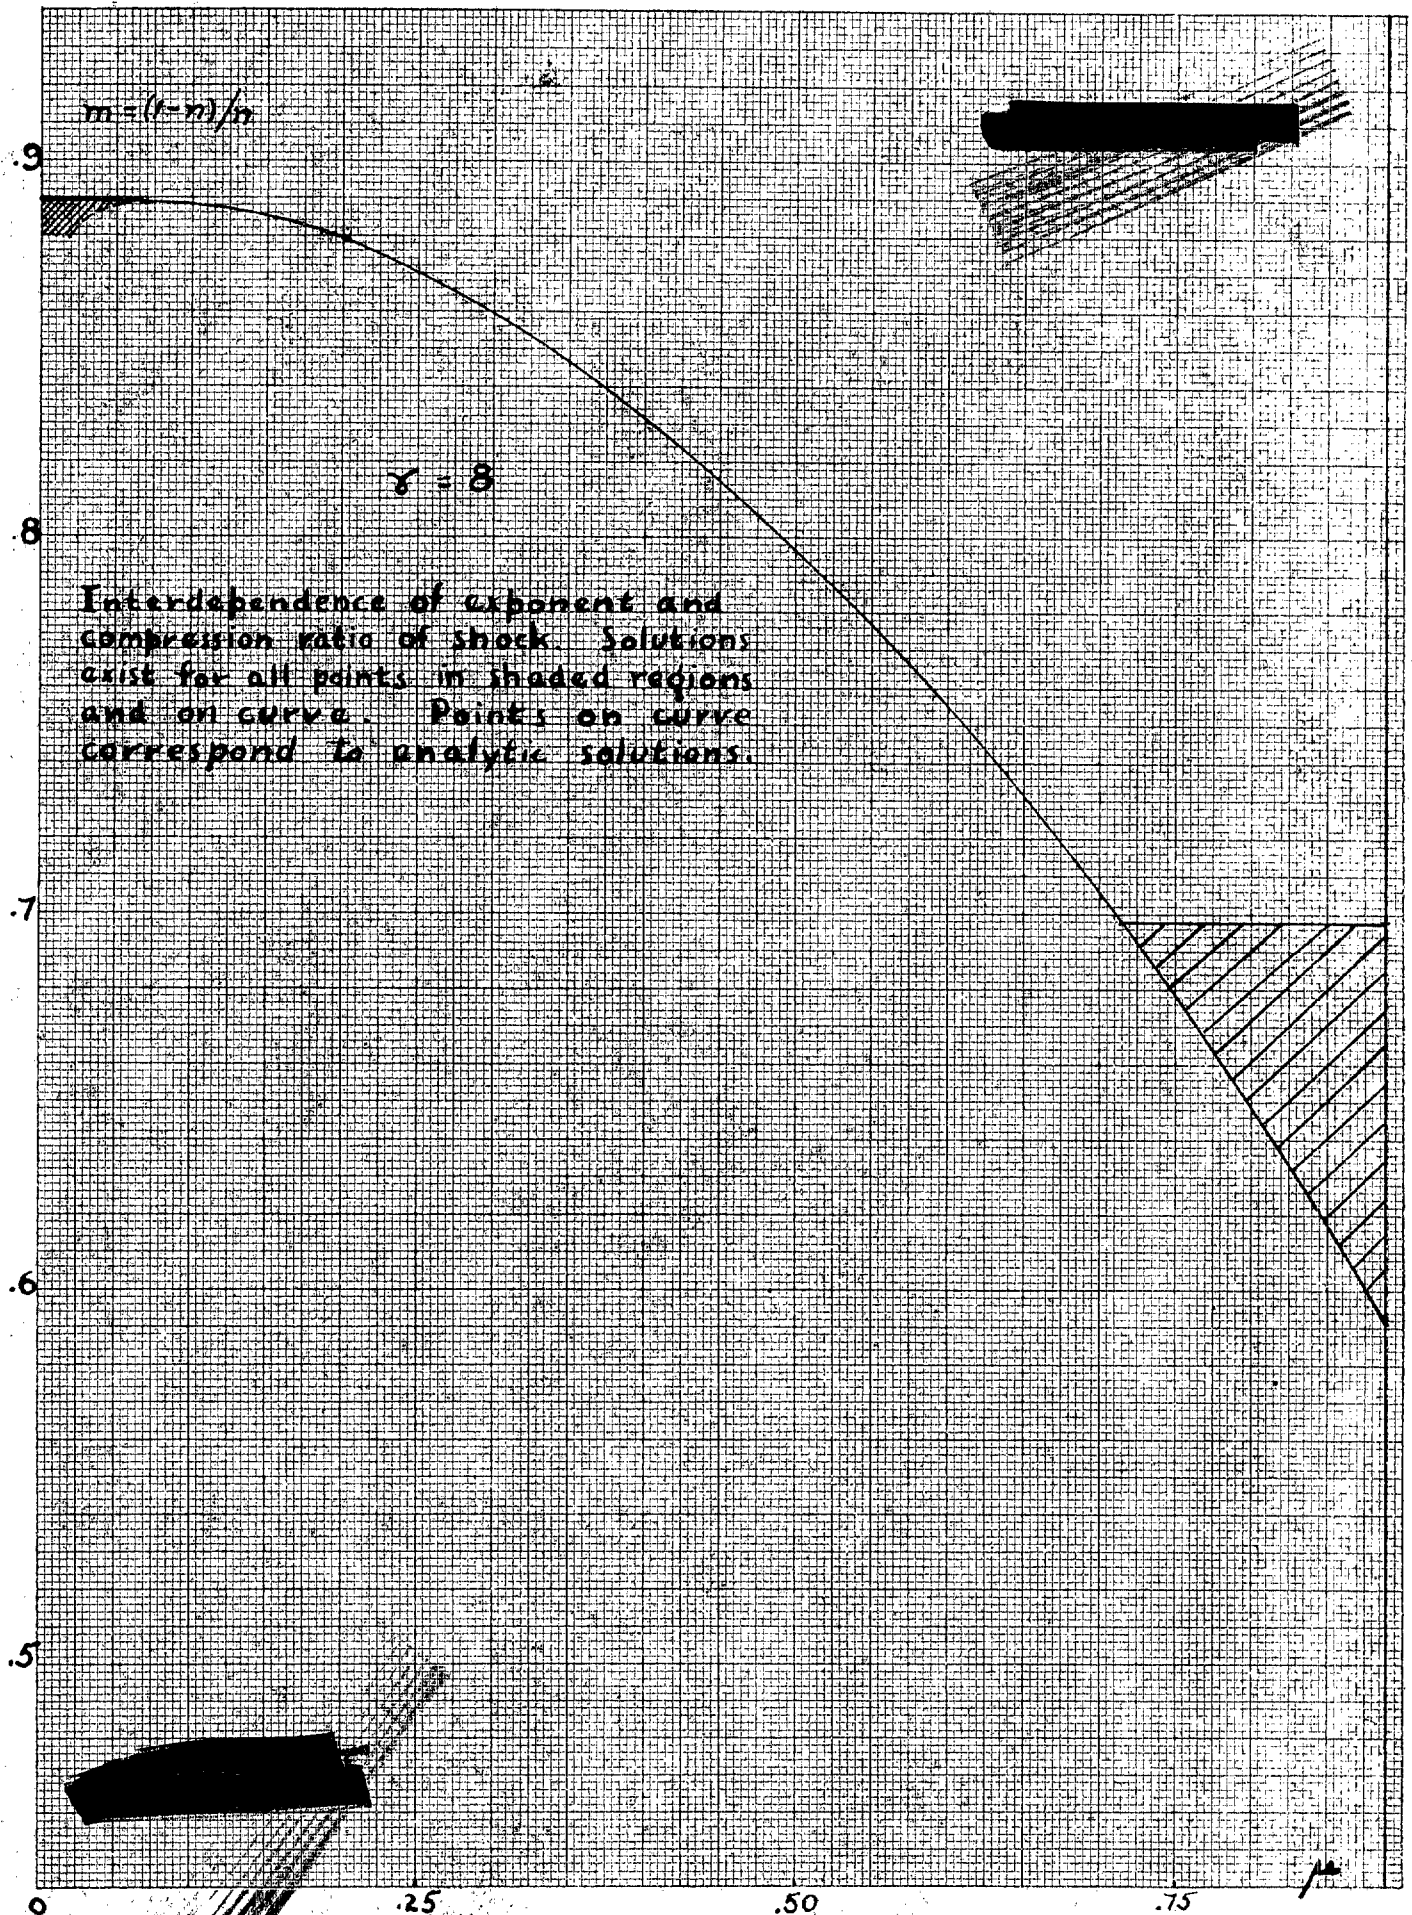 m = (1-n)/n
.9
γ = 8
.8
Interdependence of exponent and
compression ratio of shock. Solutions
exist for all points in shaded regions
and on curve. Points on curve
correspond to analytic solutions.
.7
.6
.5
μ
0 .25 .50 .75